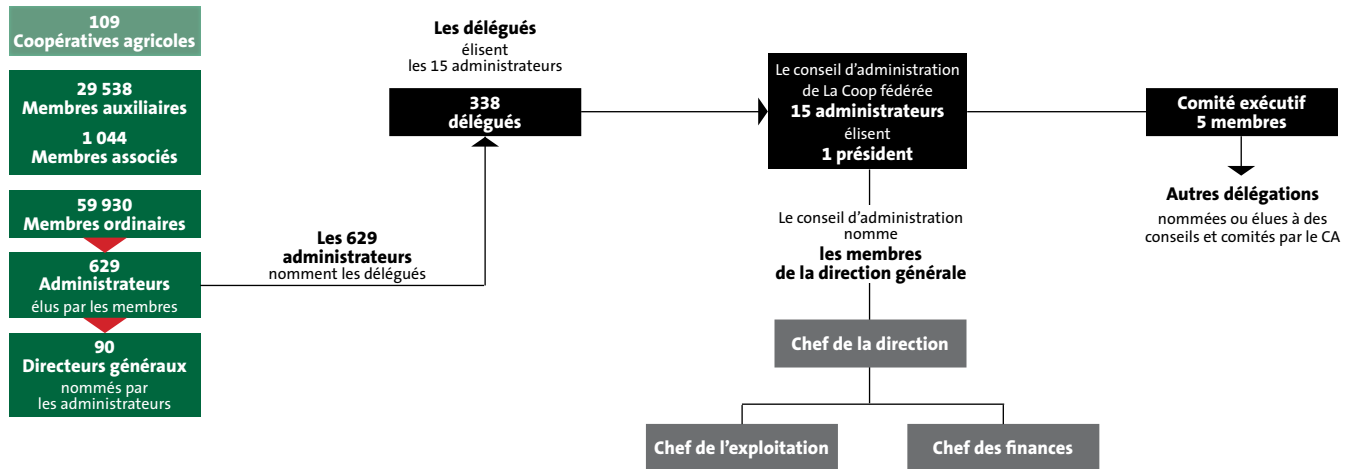 109
Coopératives agricoles
29 538
Membres auxiliaires
1 044
Membres associés
59 930
Membres ordinaires
629
Administrateurs
élus par les membres
90
Directeurs généraux
nommés par
les administrateurs
Les 629
administrateurs
nomment les délégués
Les délégués
élisent
les 15 administrateurs
338
délégués
Le conseil d’administration
de La Coop fédérée
15 administrateurs
élisent
1 président
Le conseil d’administration
nomme
les membres
de la direction générale
Chef de la direction
Chef de l’exploitation
Chef des finances
Comité exécutif
5 membres
Autres délégations
nommées ou élues à des
conseils et comités par le CA